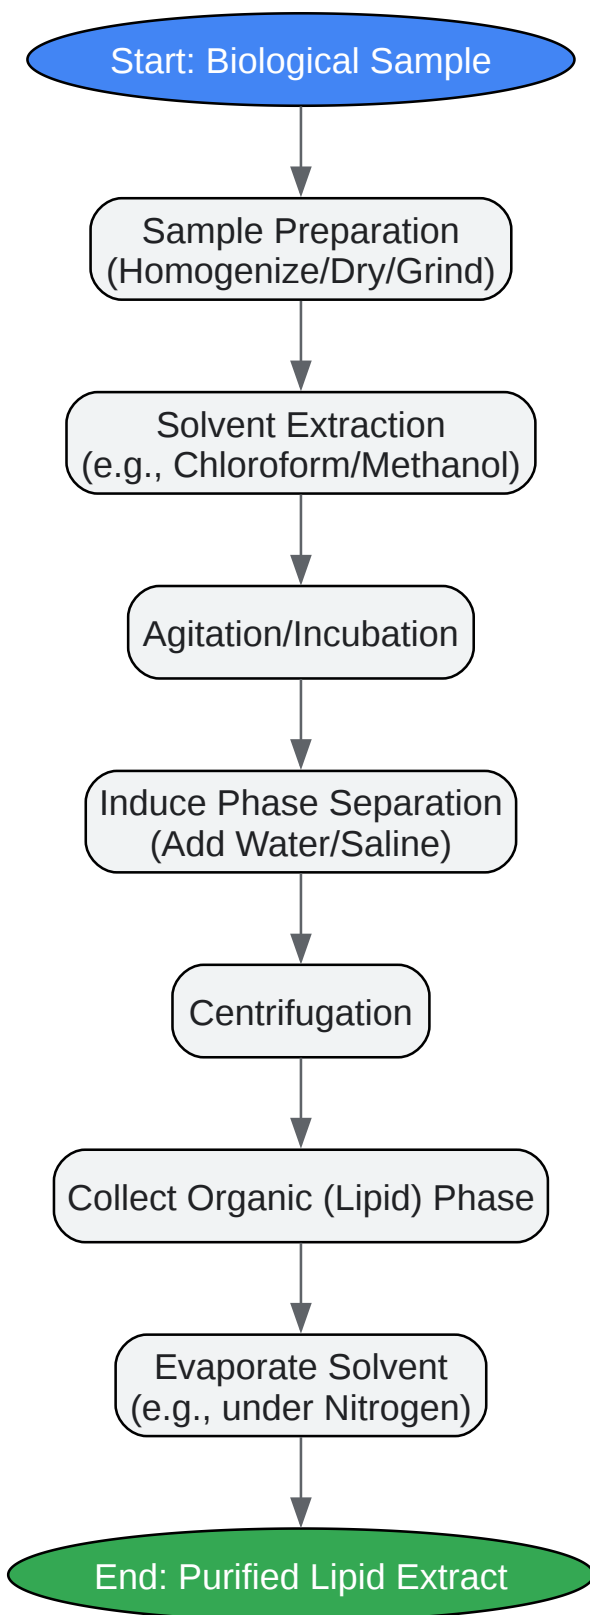 Start: Biological Sample
Sample Preparation
(Homogenize/Dry/Grind)
Solvent Extraction
(e.g., Chloroform/Methanol)
Agitation/Incubation
Induce Phase Separation
(Add Water/Saline)
Centrifugation
Collect Organic (Lipid) Phase
Evaporate Solvent
(e.g., under Nitrogen)
End: Purified Lipid Extract